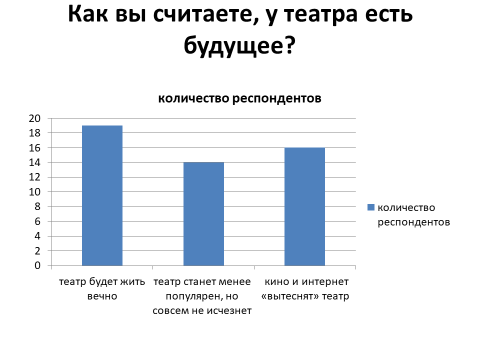 Как вы считаете, у театра есть
будущее?
количество респондентов
20
18
16
14
12
10
8
6
4
2
0
театр будет жить
вечно
театр станет менее
популярен, но
совсем не исчезнет
кино и интернет
«вытеснят» театр
количество
респондентов